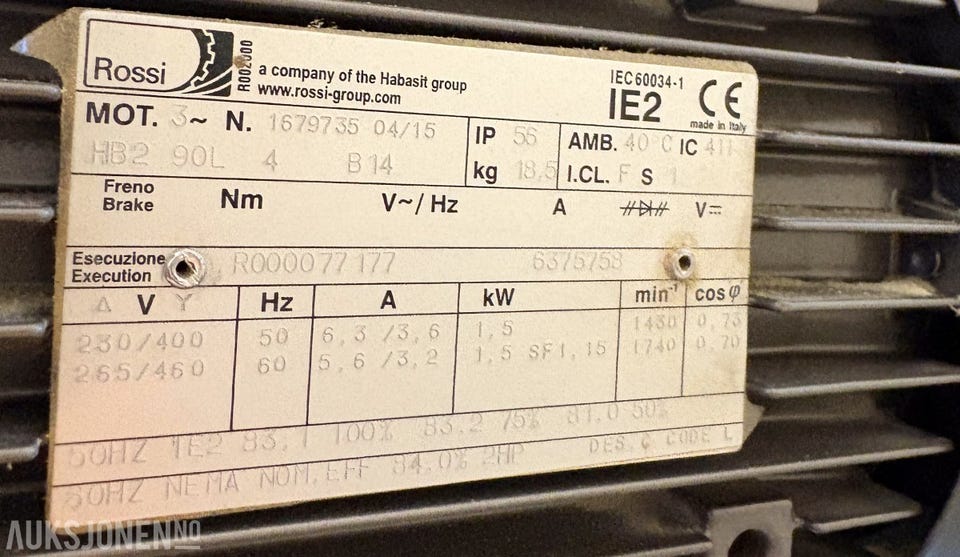 Rossi
R002000
a company of the Habasit group
www.rossi-group.com
IEC60034-1
IE2
CE
made in Italy
MOT. 3~ N. 1679735 04/15
HB2 90L 4 B14
IP 55
kg 18,5
AMB. 40°C IC 411
I.CL. F S 1
Freno
Brake
Nm V~/Hz A V
Esecuzione
Execution
R000077177 6375758
Δ V Y Hz A kW min-1 cosφ
230/400 50 6,3 /3,6 1,5 1430 0,73
265/460 60 5,6 /3,2 1,5 SF1,15 1740 0,70
50HZ IE2 83,1 100% 83.2 75% 81.0 50%
60HZ NEMA NOM.EFF 84,0% 2HP DES.C CODE L
AUKSJONEN.NO